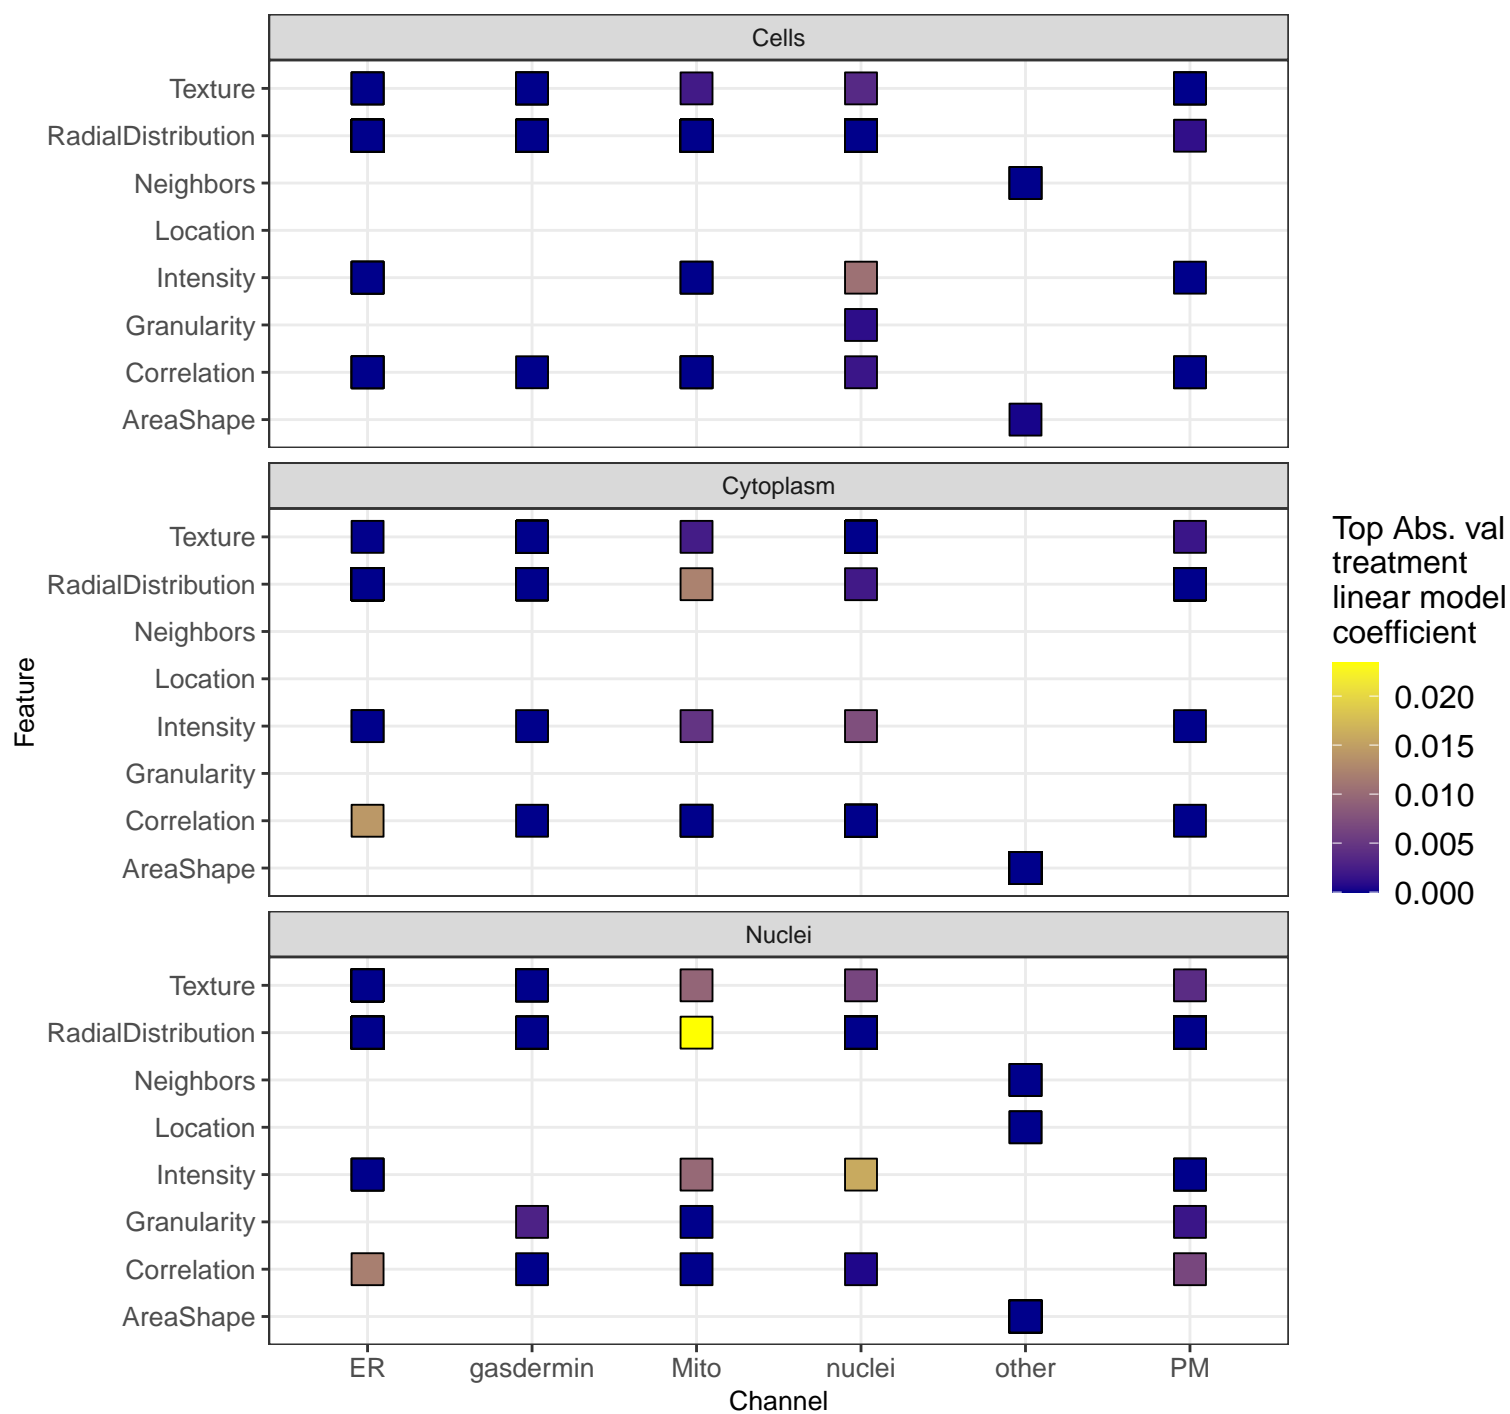 Cells
Texture
RadialDistribution
Neighbors
Location
Intensity
Granularity
Correlation
AreaShape
Cytoplasm
Texture
RadialDistribution
Neighbors
Location
Intensity
Granularity
Correlation
AreaShape
Nuclei
Texture
RadialDistribution
Neighbors
Location
Intensity
Granularity
Correlation
AreaShape
ER gasdermin Mito nuclei other PM
Channel
Feature
Top Abs. val
treatment
linear model
coefficient
0.020
0.015
0.010
0.005
0.000